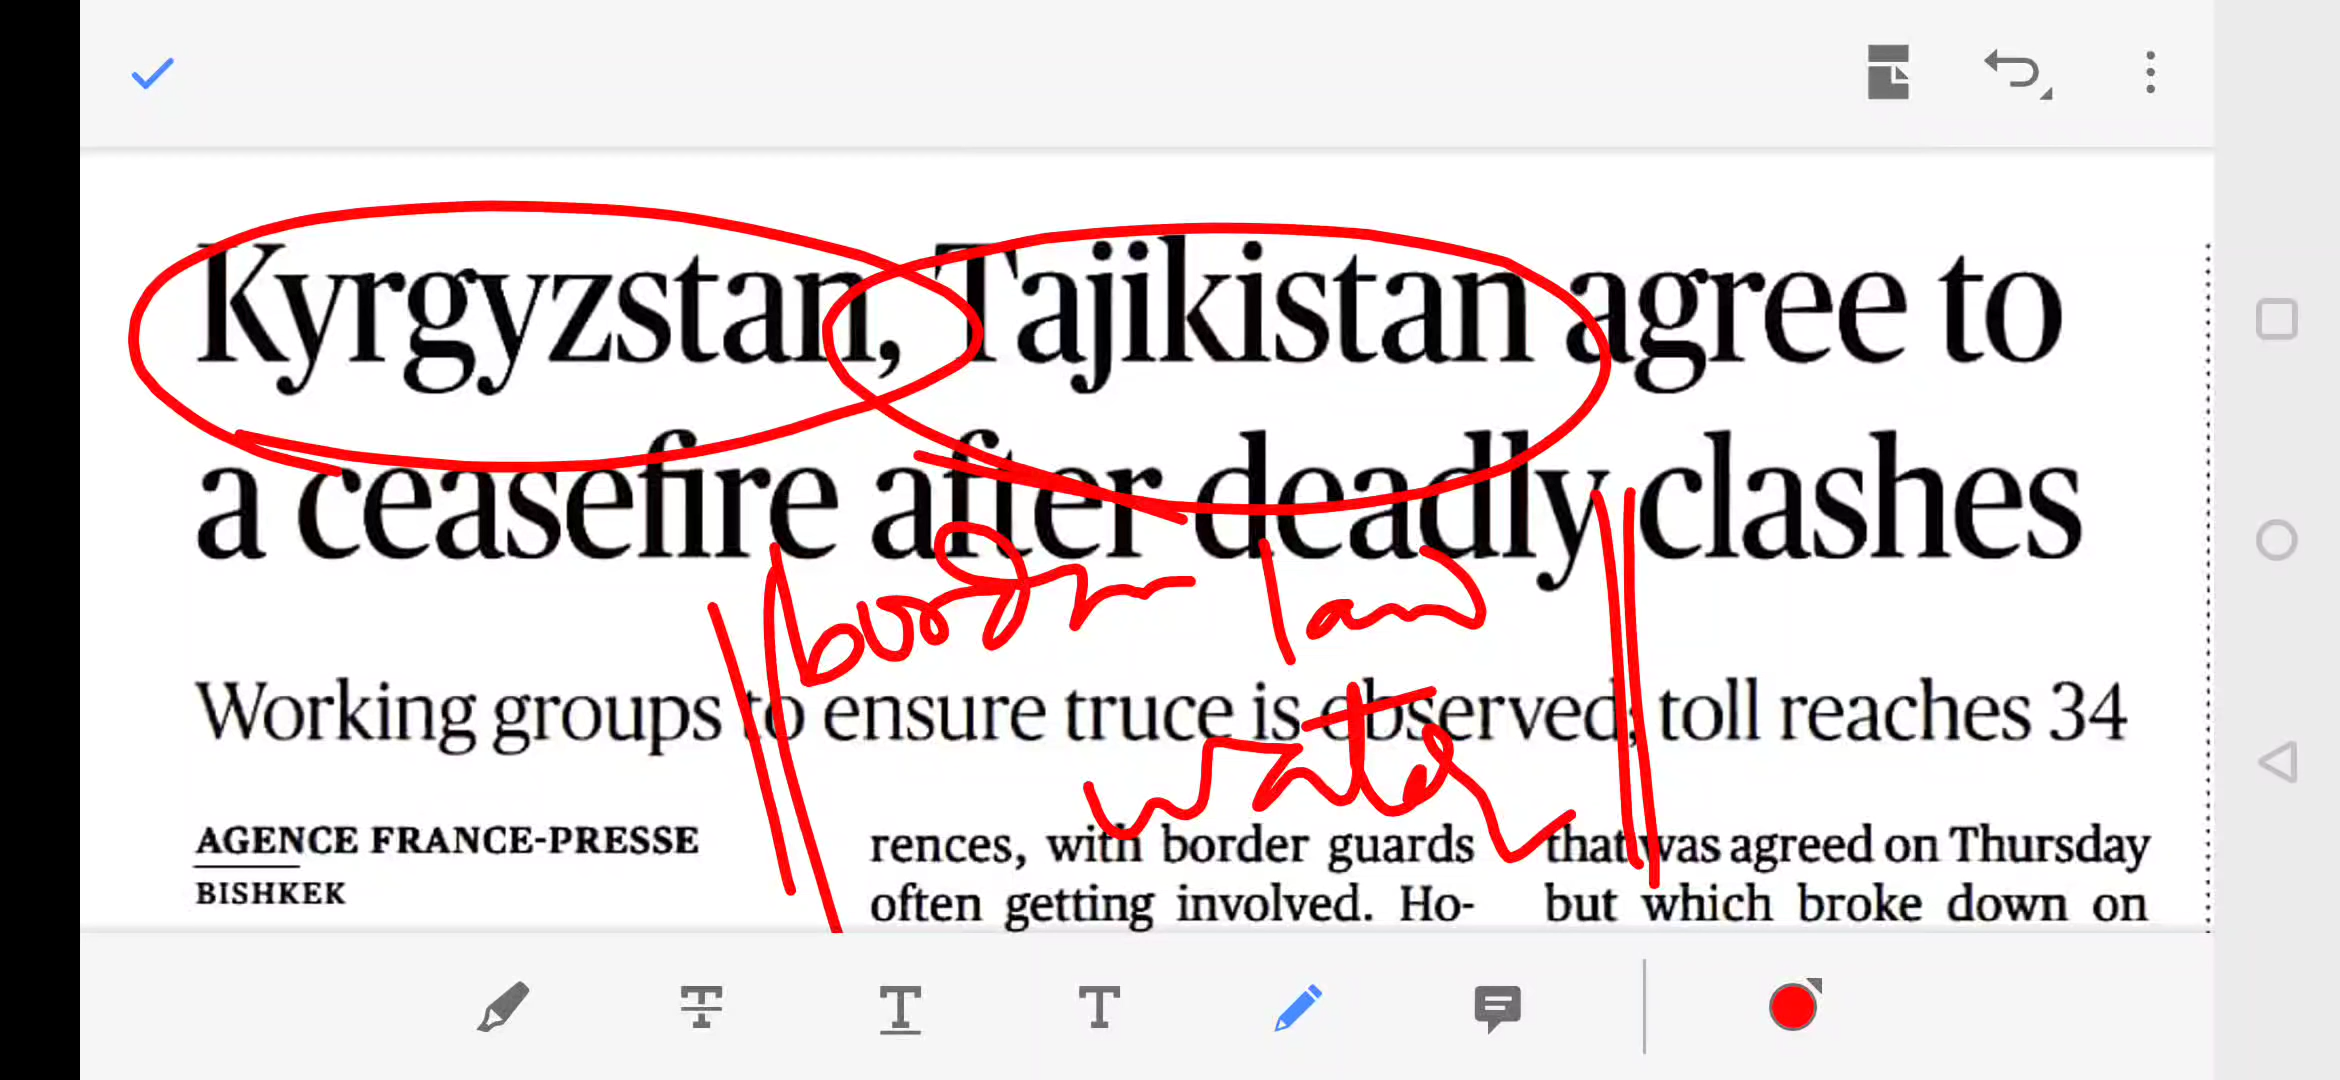 Kyrgyzstan, Tajikistan agree to
a ceasefire after deadly clashes
border land
water
Working groups to ensure truce is observed; toll reaches 34
AGENCE FRANCE-PRESSE
BISHKEK
rences, with border guards
often getting involved. Ho-
that was agreed on Thursday
but which broke down on